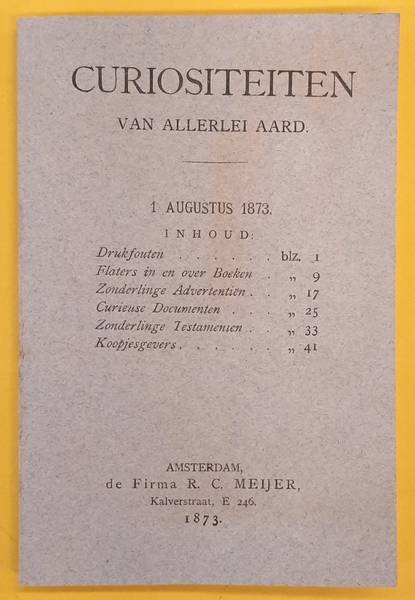 CURIOSITEITEN
VAN ALLERLEI AARD.
1 AUGUSTUS 1873.
INHOUD:
Drukfouten . . . . . . blz. 1
Flaters in en over Boeken . „ 9
Zonderlinge Advertentiën . . „ 17
Curieuse Documenten . . . „ 25
Zonderlinge Testamenten . . „ 33
Koopjesgevers . . . . . . „ 41
AMSTERDAM,
de Firma R. C. MEIJER,
Kalverstraat, E 246.
1873.